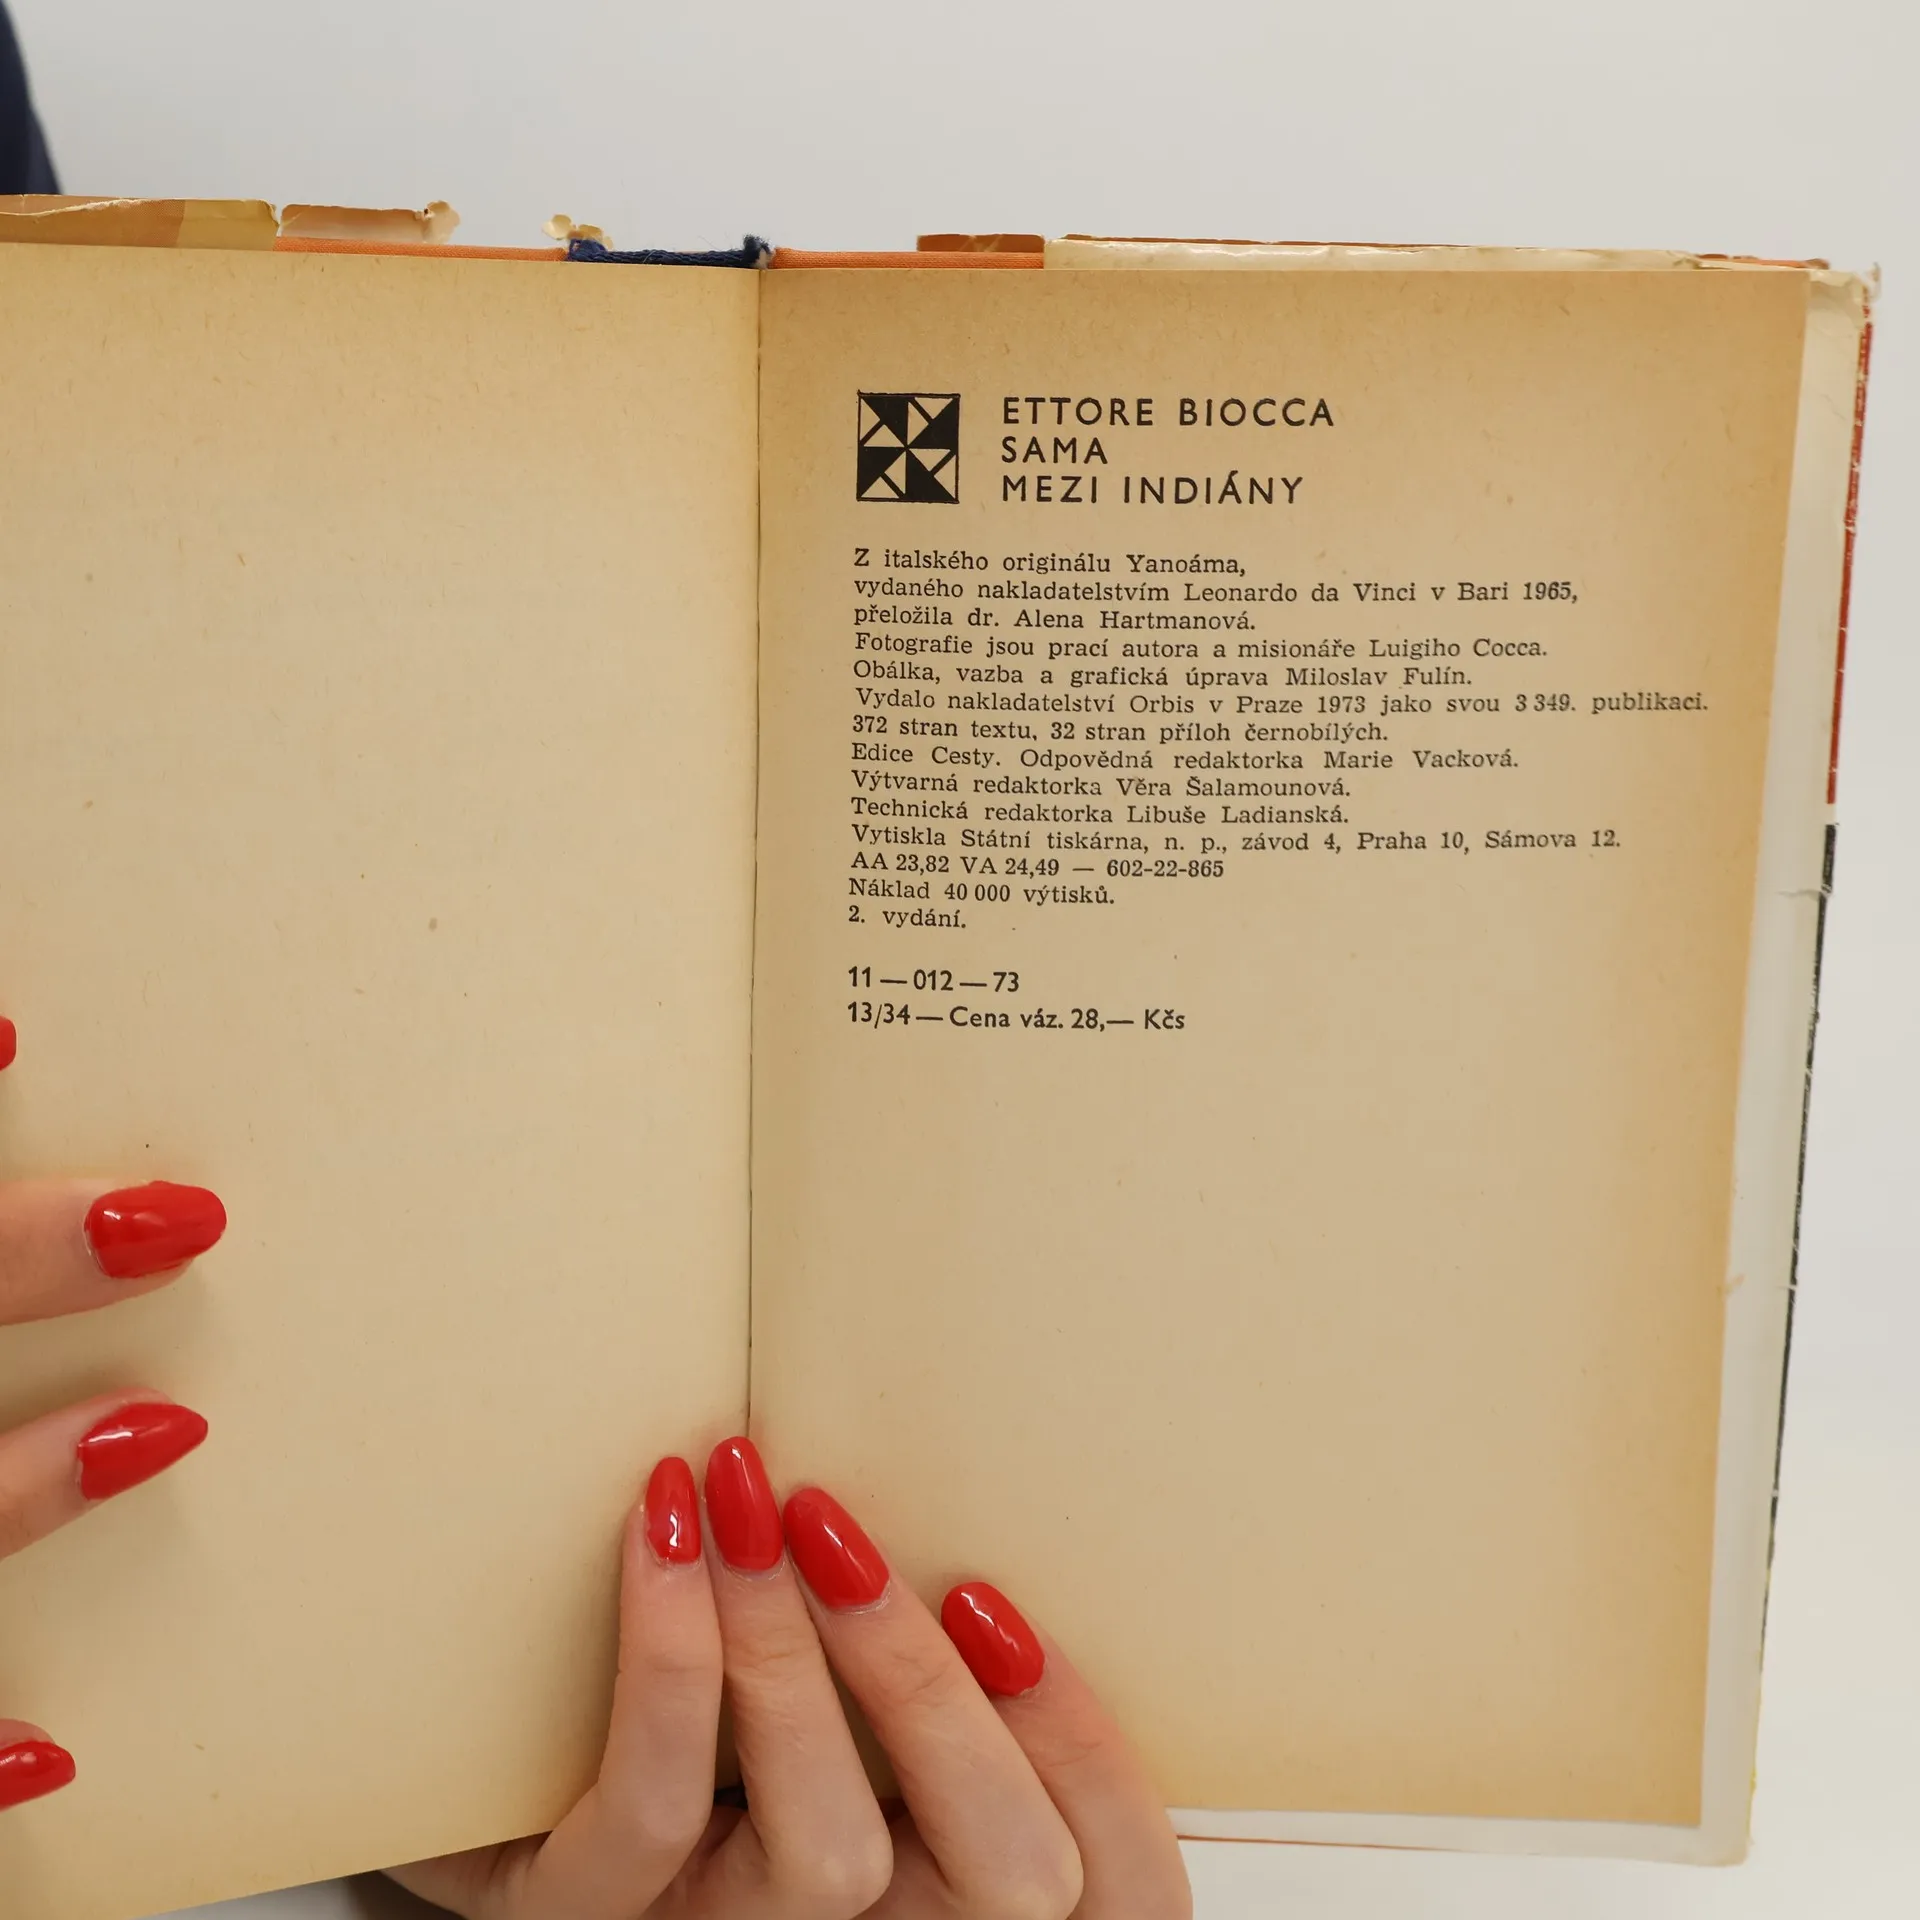 ETTORE BIOCCA
SAMA
MEZI INDIÁNY
Z italského originálu Yanoáma,
vydaného nakladatelstvím Leonardo da Vinci v Bari 1965,
přeložila dr. Alena Hartmanová.
Fotografie jsou prací autora a misionáře Luigiho Cocca.
Obálka, vazba a grafická úprava Miloslav Fulín.
Vydalo nakladatelství Orbis v Praze 1973 jako svou 3 349. publikaci.
372 stran textu, 32 stran příloh černobílých.
Edice Cesty. Odpovědná redaktorka Marie Vacková.
Výtvarná redaktorka Věra Šalamounová.
Technická redaktorka Libuše Ladianská.
Vytiskla Státní tiskárna, n. p., závod 4, Praha 10, Sámova 12.
AA 23,82 VA 24,49 — 602-22-865
Náklad 40 000 výtisků.
2. vydání.
11 — 012 — 73
13/34 — Cena váz. 28,— Kčs